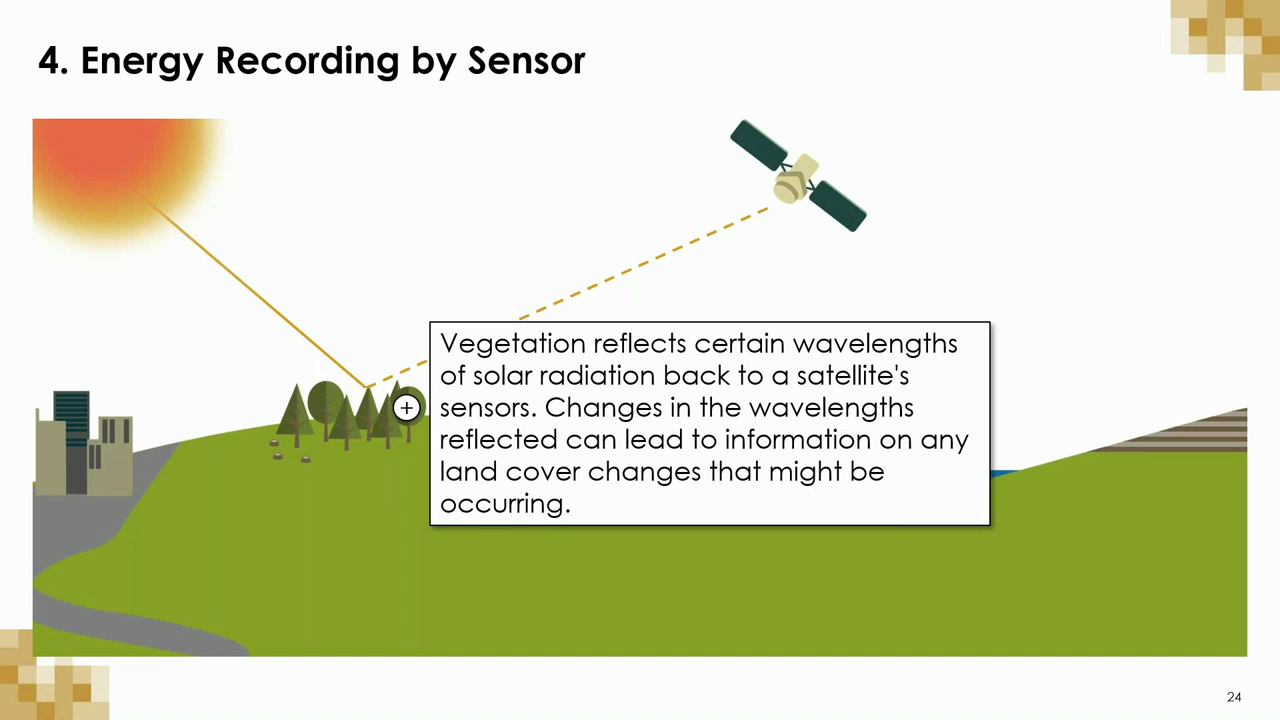 4. Energy Recording by Sensor
Vegetation reflects certain wavelengths
of solar radiation back to a satellite's
sensors. Changes in the wavelengths
reflected can lead to information on any
land cover changes that might be
occurring.
24